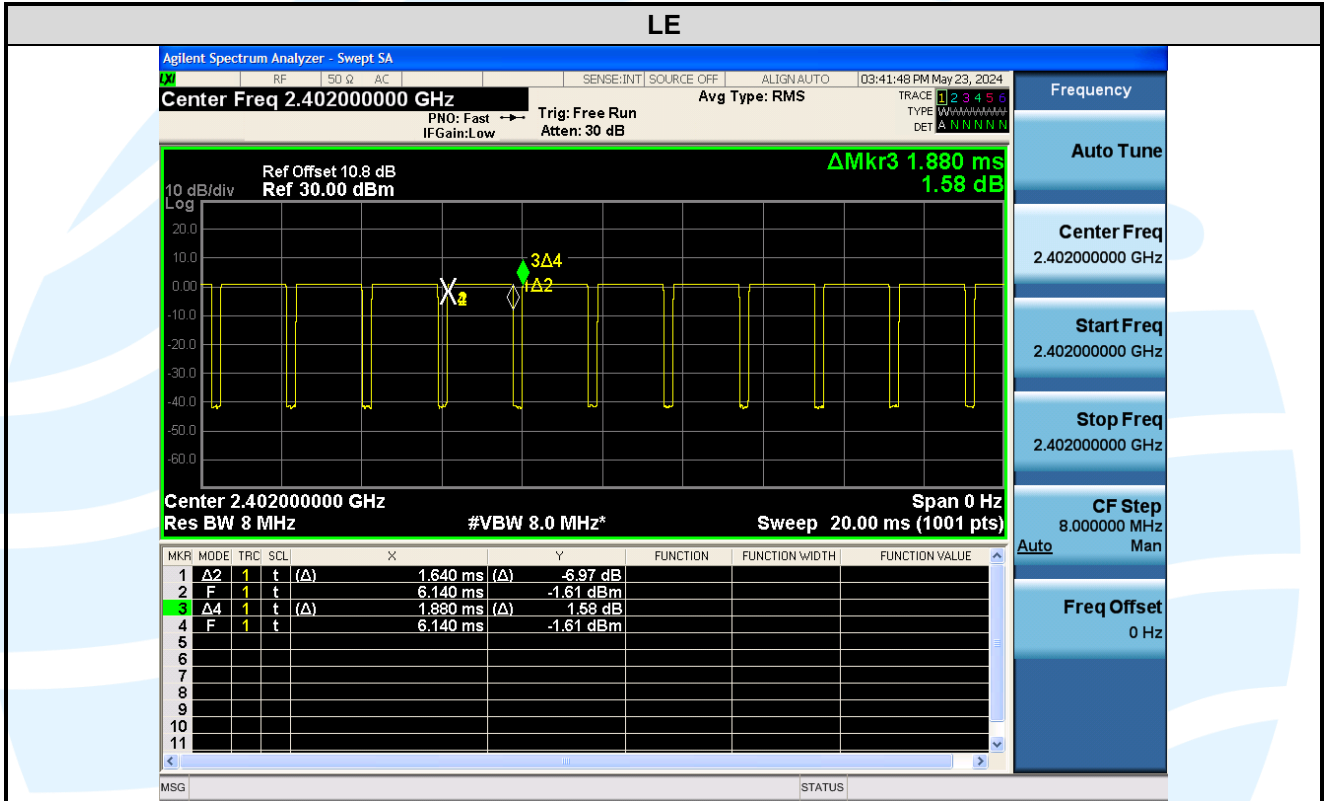 LE
Agilent Spectrum Analyzer - Swept SA
LXI RF 50 Ω AC SENSE:INT SOURCE OFF ALIGN AUTO 03:41:48 PM May 23, 2024
Center Freq 2.402000000 GHz
PNO: Fast
IFGain:Low
Trig: Free Run
Atten: 30 dB
Avg Type: RMS
TRACE 1 2 3 4 5 6
TYPE WWWWWW
DET A N N N N N
ΔMkr3 1.880 ms
1.58 dB
Ref Offset 10.8 dB
10 dB/div Ref 30.00 dBm
Log
20.0
10.0
0.00
-10.0
-20.0
-30.0
-40.0
-50.0
-60.0
3Δ4
1Δ2
Center 2.402000000 GHz Span 0 Hz
Res BW 8 MHz #VBW 8.0 MHz* Sweep 20.00 ms (1001 pts)
MKR MODE TRC SCL X Y FUNCTION FUNCTION WIDTH FUNCTION VALUE
1 Δ2 1 t (Δ) 1.640 ms (Δ) -6.97 dB
2 F 1 t 6.140 ms -1.61 dBm
3 Δ4 1 t (Δ) 1.880 ms (Δ) 1.58 dB
4 F 1 t 6.140 ms -1.61 dBm
5
6
7
8
9
10
11
MSG STATUS
Frequency
Auto Tune
Center Freq
2.402000000 GHz
Start Freq
2.402000000 GHz
Stop Freq
2.402000000 GHz
CF Step
8.000000 MHz
Auto Man
Freq Offset
0 Hz